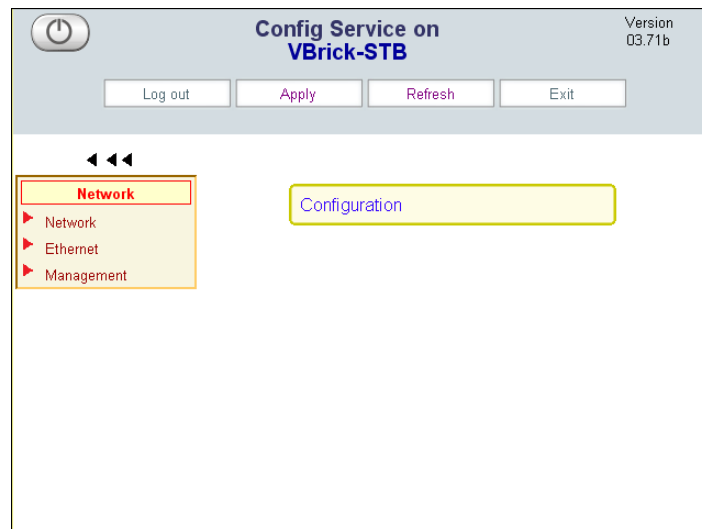 Config Service on
VBrick-STB
Version
03.71b
Log out
Apply
Refresh
Exit
Network
Network
Ethernet
Management
Configuration